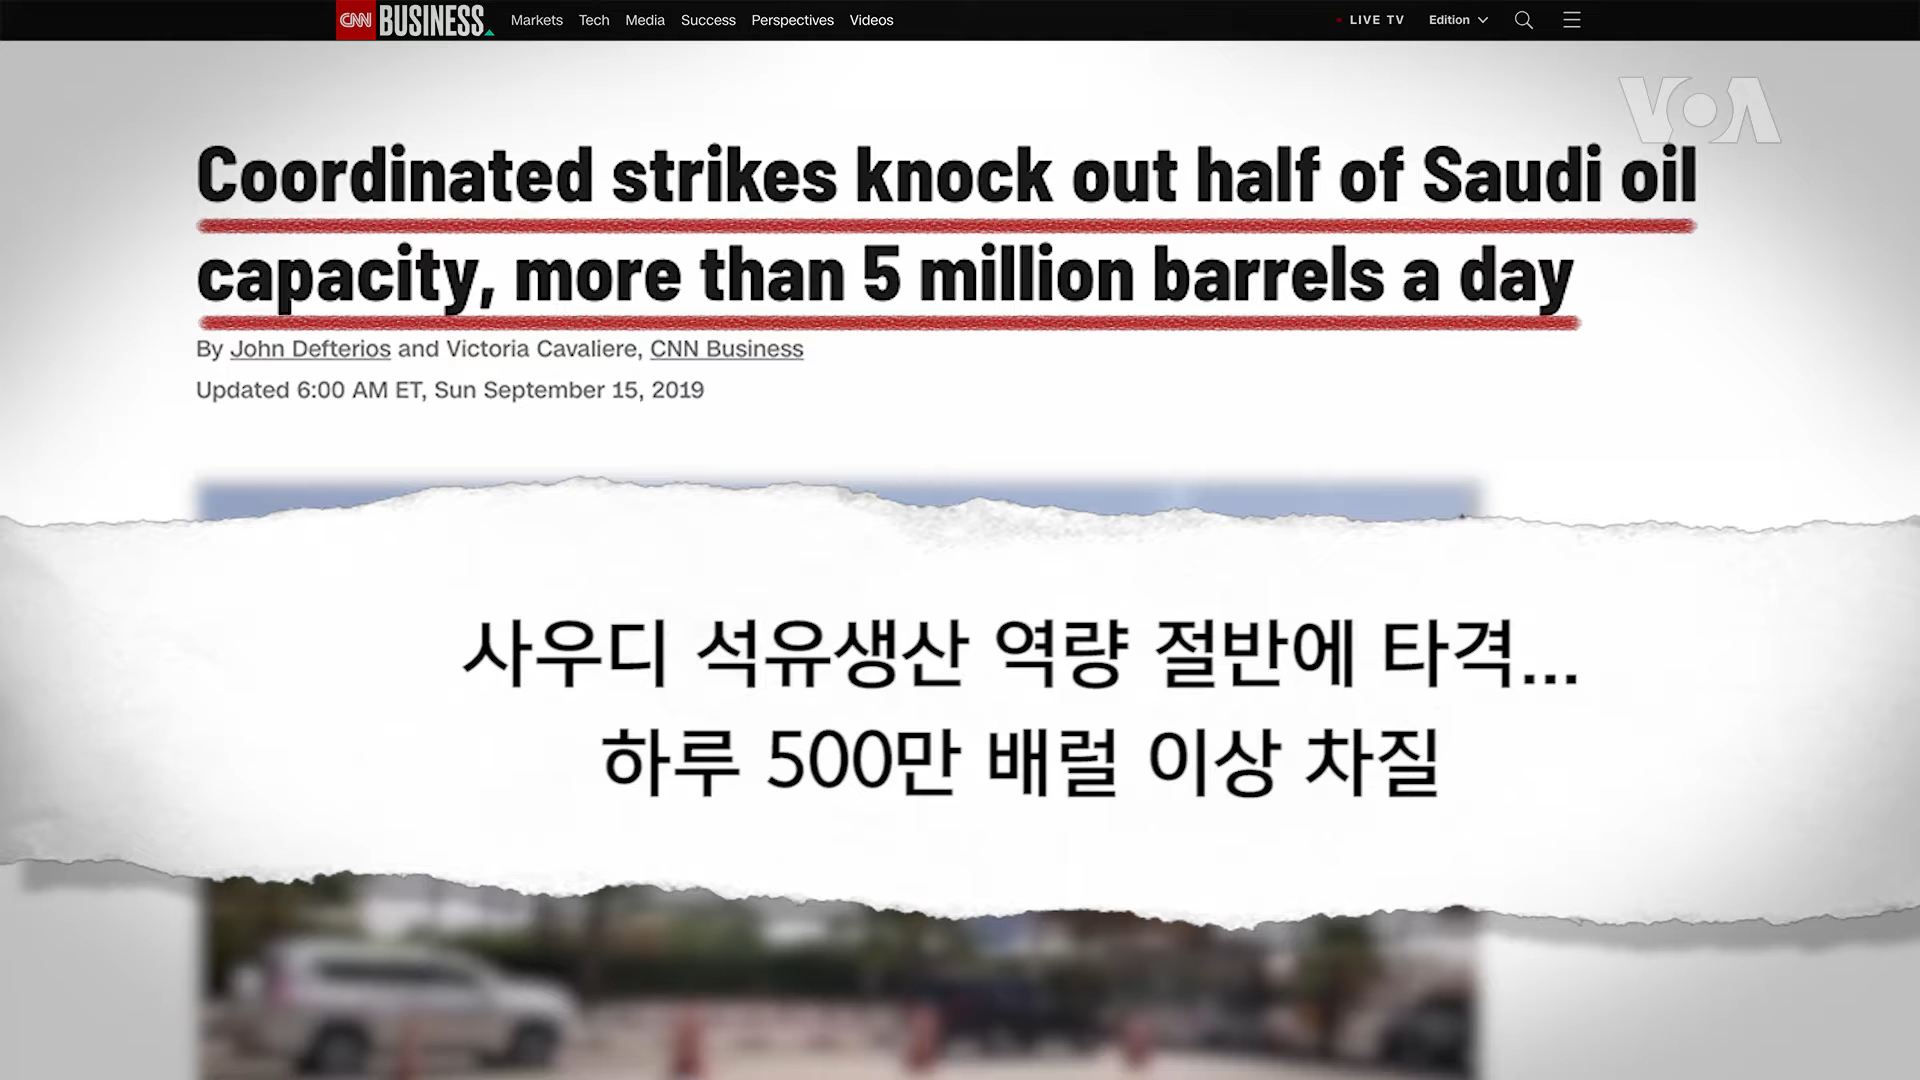 CNN BUSINESS Markets Tech Media Success Perspectives Videos LIVE TV Edition
VOA
Coordinated strikes knock out half of Saudi oil
capacity, more than 5 million barrels a day
By John Defterios and Victoria Cavaliere, CNN Business
Updated 6:00 AM ET, Sun September 15, 2019
사우디 석유생산 역량 절반에 타격...
하루 500만 배럴 이상 차질